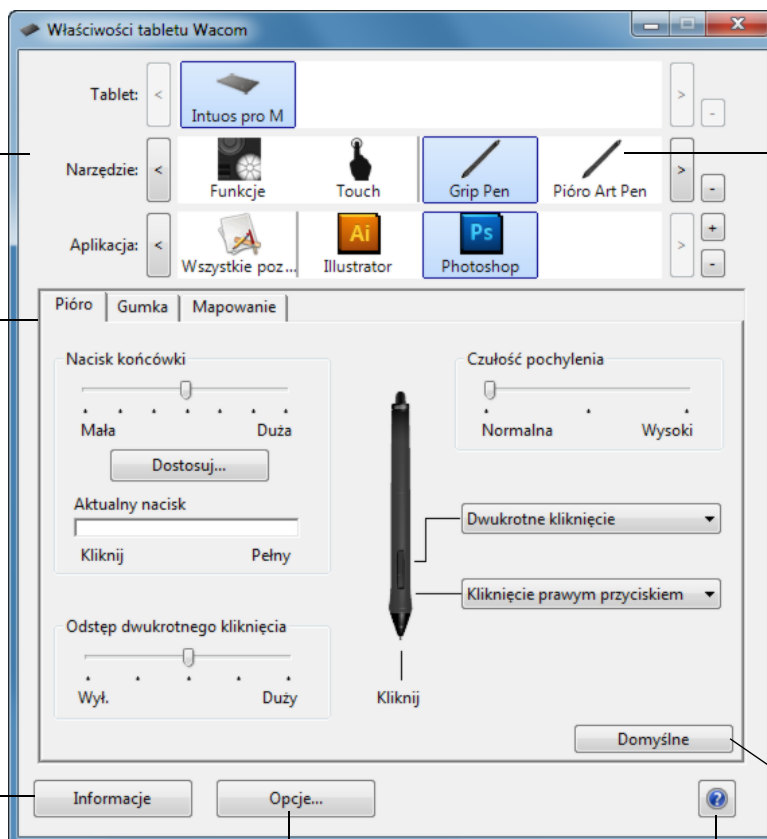 Właściwości tabletu Wacom
Tablet:
<
Intuos pro M
>
-
Narzędzie:
<
Funkcje
Touch
Grip Pen
Pióro Art Pen
>
-
Aplikacja:
<
Wszystkie poz...
Ai
Illustrator
Ps
Photoshop
>
+
-
Pióro
Gumka
Mapowanie
Nacisk końcówki
Mała
Duża
Dostosuj...
Aktualny nacisk
Kliknij
Pełny
Odstęp dwukrotnego kliknięcia
Wył.
Duży
Kliknij
Czułość pochylenia
Normalna
Wysoki
Dwukrotne kliknięcie
Kliknięcie prawym przyciskiem
Domyślne
Informacje
Opcje...
?